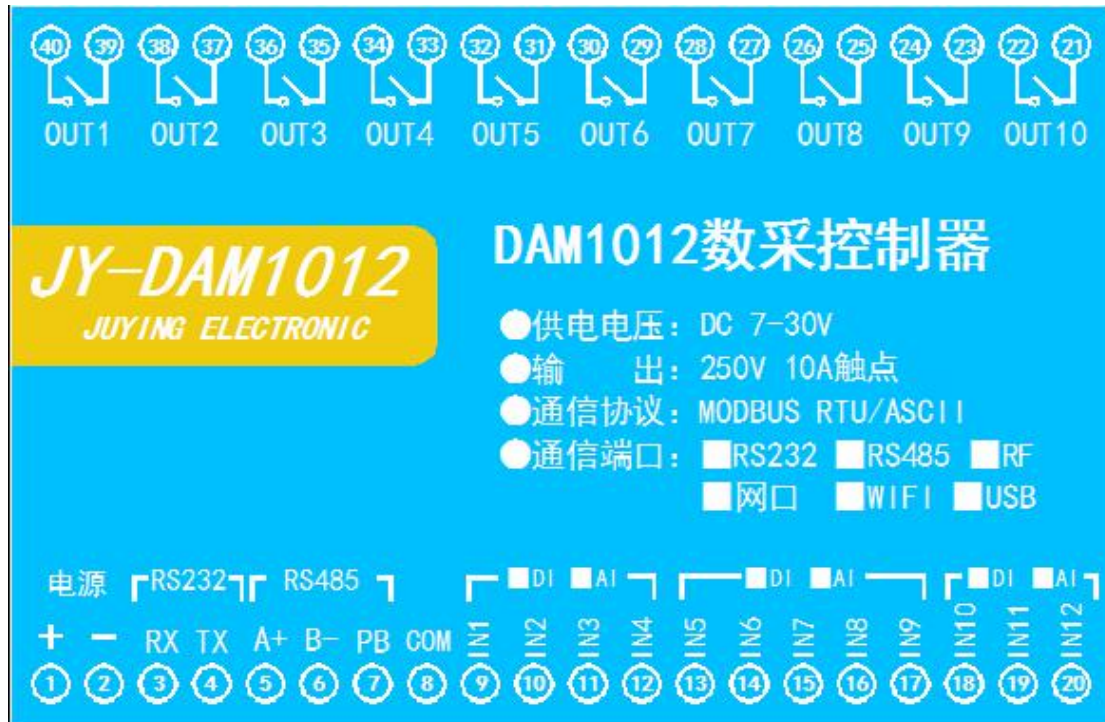 40 39 38 37 36 35 34 33 32 31 30 29 28 27 26 25 24 23 22 21
OUT1 OUT2 OUT3 OUT4 OUT5 OUT6 OUT7 OUT8 OUT9 OUT10
JY-DAM1012
JUYING ELECTRONIC
DAM1012数采控制器
●供电电压：DC 7-30V
●输 出：250V 10A触点
●通信协议：MODBUS RTU/ASCII
●通信端口：■RS232 ■RS485 ■RF
■网口 ■WIFI ■USB
电源 RS232 RS485 ■DI ■AI ■DI ■AI ■DI ■AI
+ - RX TX A+ B- PB COM IN1 IN2 IN3 IN4 IN5 IN6 IN7 IN8 IN9 IN10 IN11 IN12
1 2 3 4 5 6 7 8 9 10 11 12 13 14 15 16 17 18 19 20